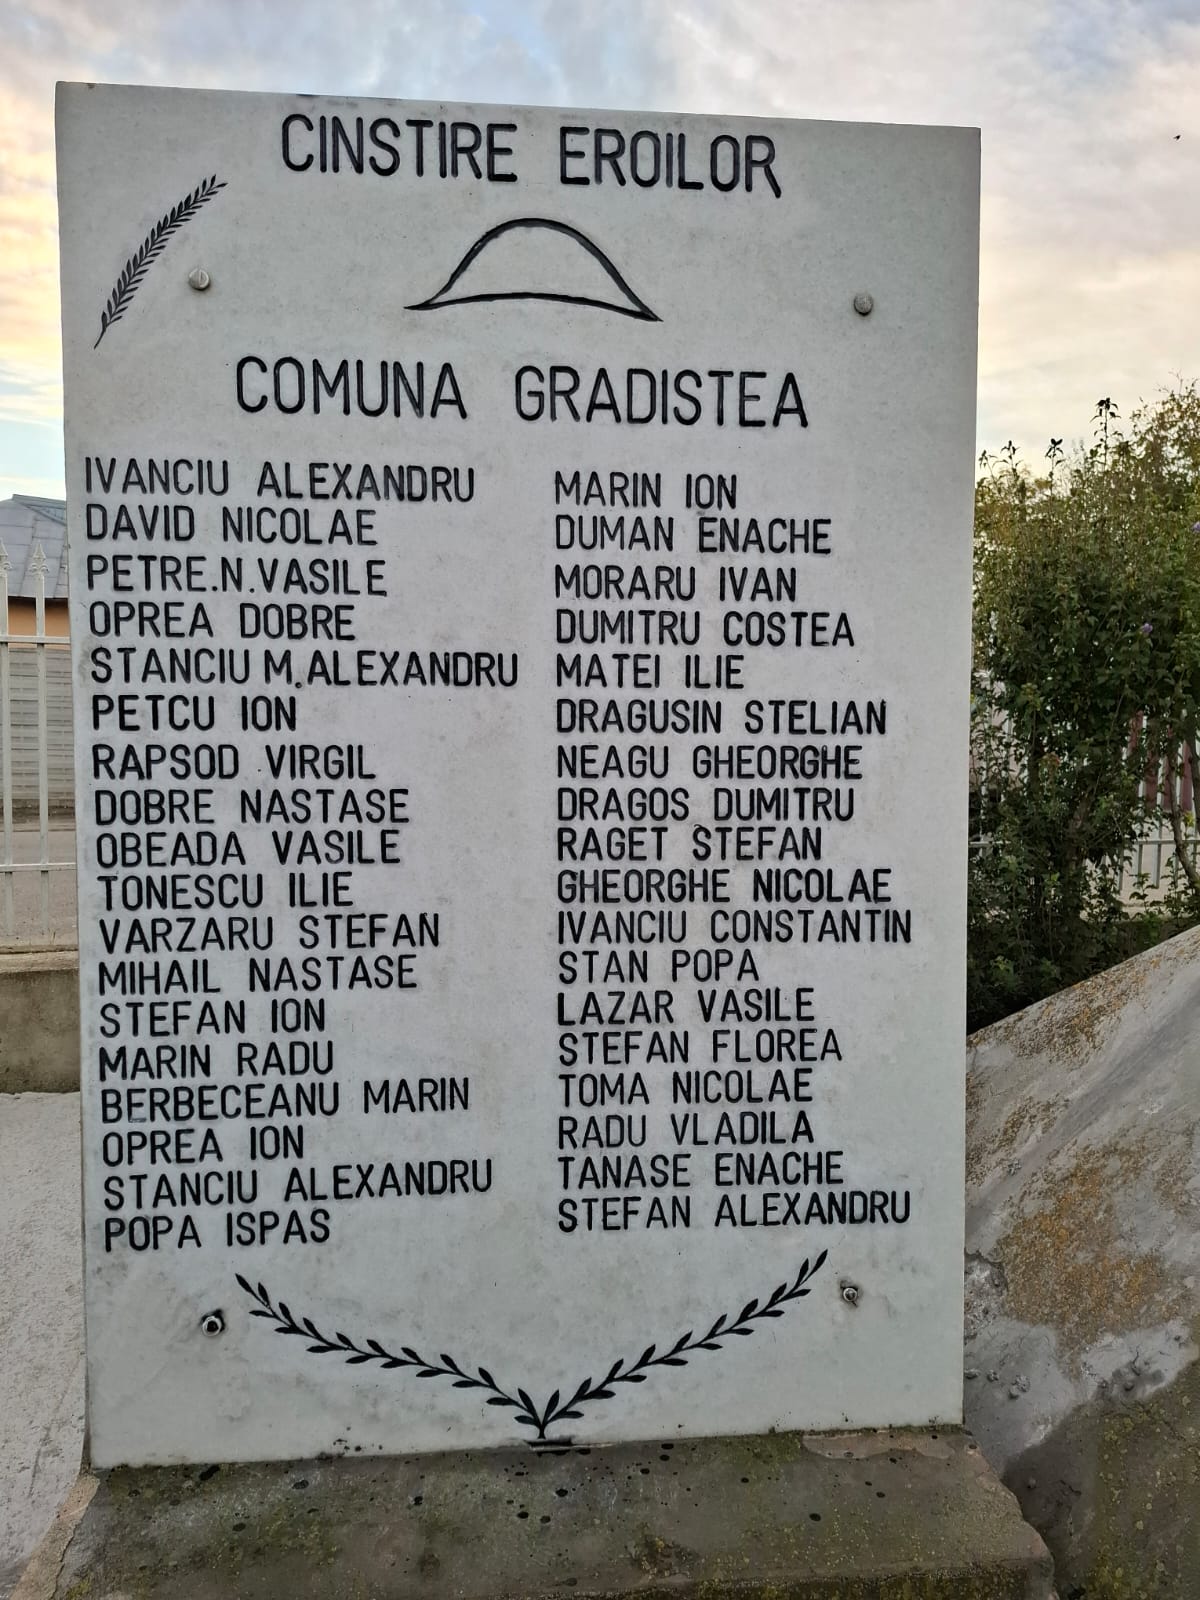 CINSTIRE EROILOR
COMUNA GRADISTEA
IVANCIU ALEXANDRU
DAVID NICOLAE
PETRE.N.VASILE
OPREA DOBRE
STANCIU M.ALEXANDRU
PETCU ION
RAPSOD VIRGIL
DOBRE NASTASE
OBEADA VASILE
TONESCU ILIE
VARZARU STEFAN
MIHAIL NASTASE
STEFAN ION
MARIN RADU
BERBECEANU MARIN
OPREA ION
STANCIU ALEXANDRU
POPA ISPAS
MARIN ION
DUMAN ENACHE
MORARU IVAN
DUMITRU COSTEA
MATEI ILIE
DRAGUSIN STELIAN
NEAGU GHEORGHE
DRAGOS DUMITRU
RAGET STEFAN
GHEORGHE NICOLAE
IVANCIU CONSTANTIN
STAN POPA
LAZAR VASILE
STEFAN FLOREA
TOMA NICOLAE
RADU VLADILA
TANASE ENACHE
STEFAN ALEXANDRU